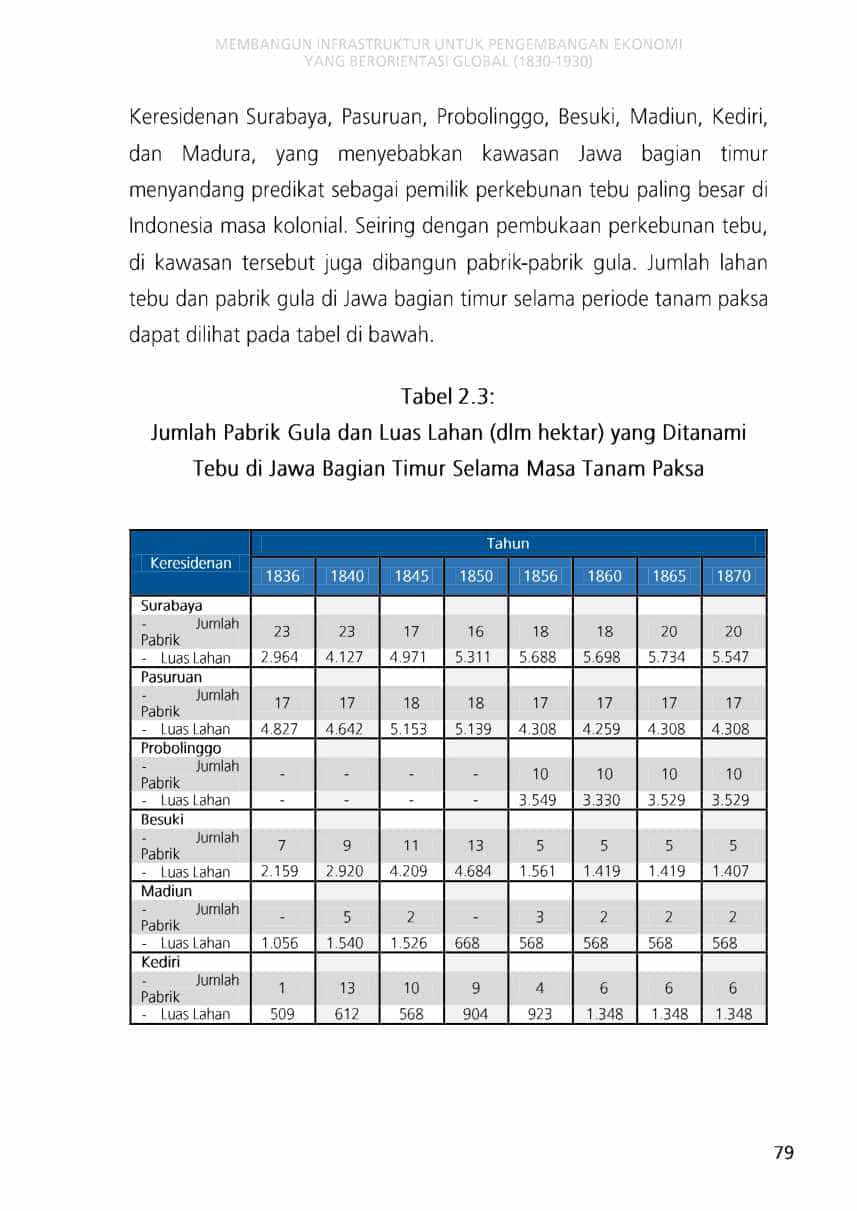 MEMBANGUN INFRASTRUKTUR UNTUK PENGEMBANGAN EKONOMI
YANG BERORIENTASI GLOBAL (1830-1930)
Keresidenan Surabaya, Pasuruan, Probolinggo, Besuki, Madiun, Kediri,
dan Madura, yang menyebabkan kawasan Jawa bagian timur
menyandang predikat sebagai pemilik perkebunan tebu paling besar di
Indonesia masa kolonial. Seiring dengan pembukaan perkebunan tebu,
di kawasan tersebut juga dibangun pabrik-pabrik gula. Jumlah lahan
tebu dan pabrik gula di Jawa bagian timur selama periode tanam paksa
dapat dilihat pada tabel di bawah.
Tabel 2.3:
Jumlah Pabrik Gula dan Luas Lahan (dlm hektar) yang Ditanami
Tebu di Jawa Bagian Timur Selama Masa Tanam Paksa
Keresidenan Tahun
1836 1840 1845 1850 1856 1860 1865 1870
Surabaya
- Jumlah
Pabrik 23 23 17 16 18 18 20 20
- Luas Lahan 2.964 4.127 4.971 5.311 5.688 5.698 5.734 5.547
Pasuruan
- Jumlah
Pabrik 17 17 18 18 17 17 17 17
- Luas Lahan 4.827 4.642 5.153 5.139 4.308 4.259 4.308 4.308
Probolinggo
- Jumlah
Pabrik - - - - 10 10 10 10
- Luas Lahan - - - - 3.549 3.330 3.529 3.529
Besuki
- Jumlah
Pabrik 7 9 11 13 5 5 5 5
- Luas Lahan 2.159 2.920 4.209 4.684 1.561 1.419 1.419 1.407
Madiun
- Jumlah
Pabrik - 5 2 - 3 2 2 2
- Luas Lahan 1.056 1.540 1.526 668 568 568 568 568
Kediri
- Jumlah
Pabrik 1 13 10 9 4 6 6 6
- Luas Lahan 509 612 568 904 923 1.348 1.348 1.348
79